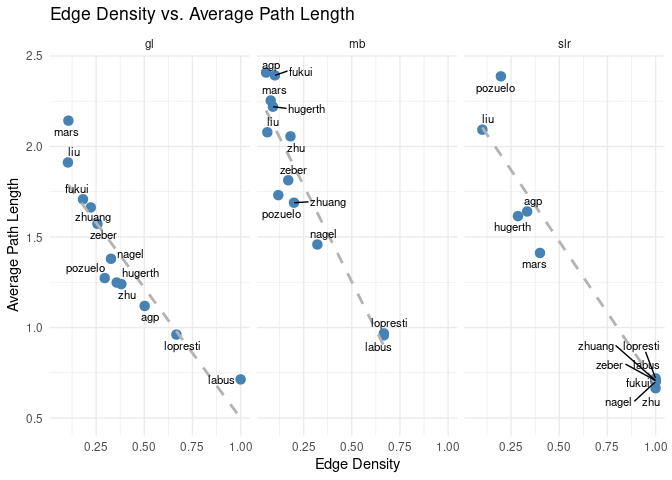 Edge Density vs. Average Path Length
gl
mb
slr
Average Path Length
2.5
2.0
1.5
1.0
0.5
mars
liu
fukui
zhuang
zeber
nagel
pozuelo
hugerth
zhu
agp
lopresti
labus
agp
fukui
mars
hugerth
liu
zhu
zeber
zhuang
pozuelo
nagel
lopresti
labus
pozuelo
liu
agp
hugerth
mars
zhuang
lopresti
zeber
labus
fukui
nagel
zhu
0.25 0.50 0.75 1.00
0.25 0.50 0.75 1.00
0.25 0.50 0.75 1.00
Edge Density